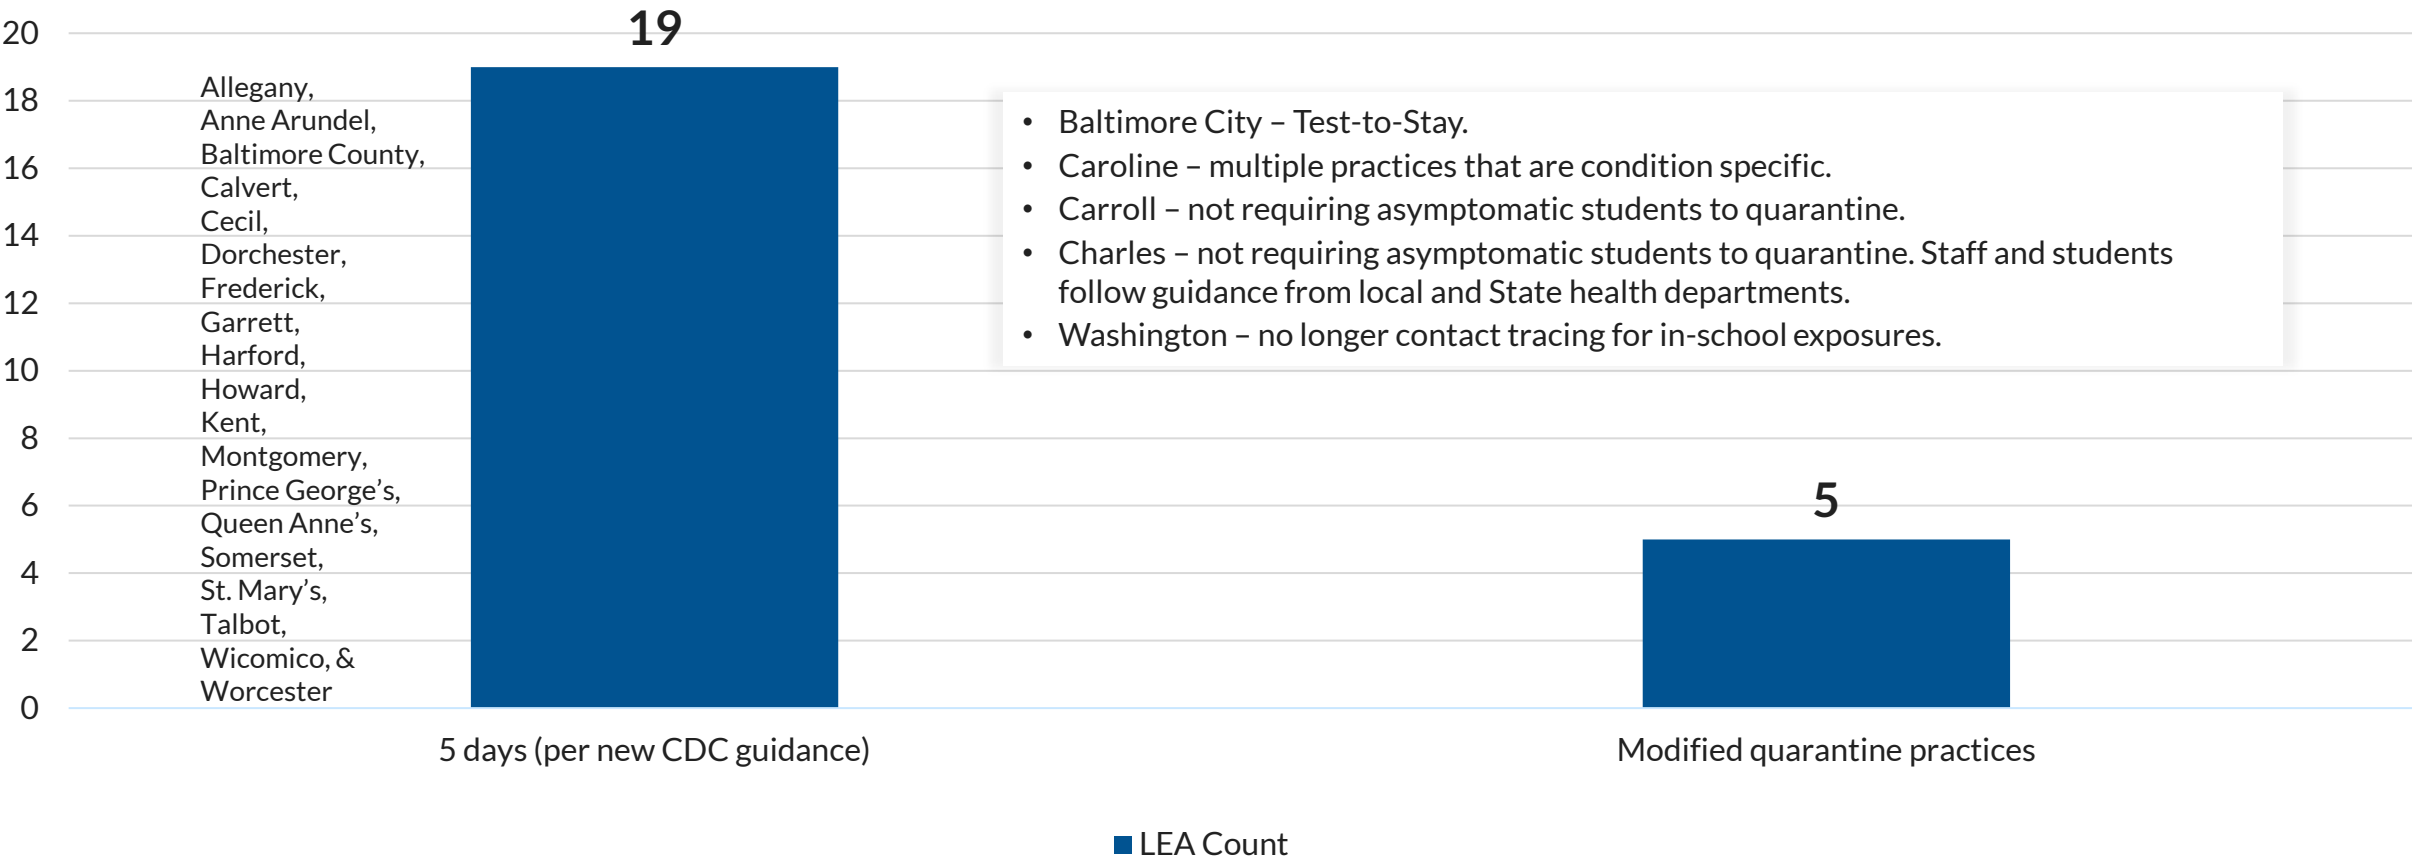 19
20
18
16
14
12
10
8
6
4
2
0
Allegany,
Anne Arundel,
Baltimore County,
Calvert,
Cecil,
Dorchester,
Frederick,
Garrett,
Harford,
Howard,
Kent,
Montgomery,
Prince George’s,
Queen Anne’s,
Somerset,
St. Mary’s,
Talbot,
Wicomico, &
Worcester
• Baltimore City – Test-to-Stay.
• Caroline – multiple practices that are condition specific.
• Carroll – not requiring asymptomatic students to quarantine.
• Charles – not requiring asymptomatic students to quarantine. Staff and students
follow guidance from local and State health departments.
• Washington – no longer contact tracing for in-school exposures.
5
5 days (per new CDC guidance)
Modified quarantine practices
LEA Count